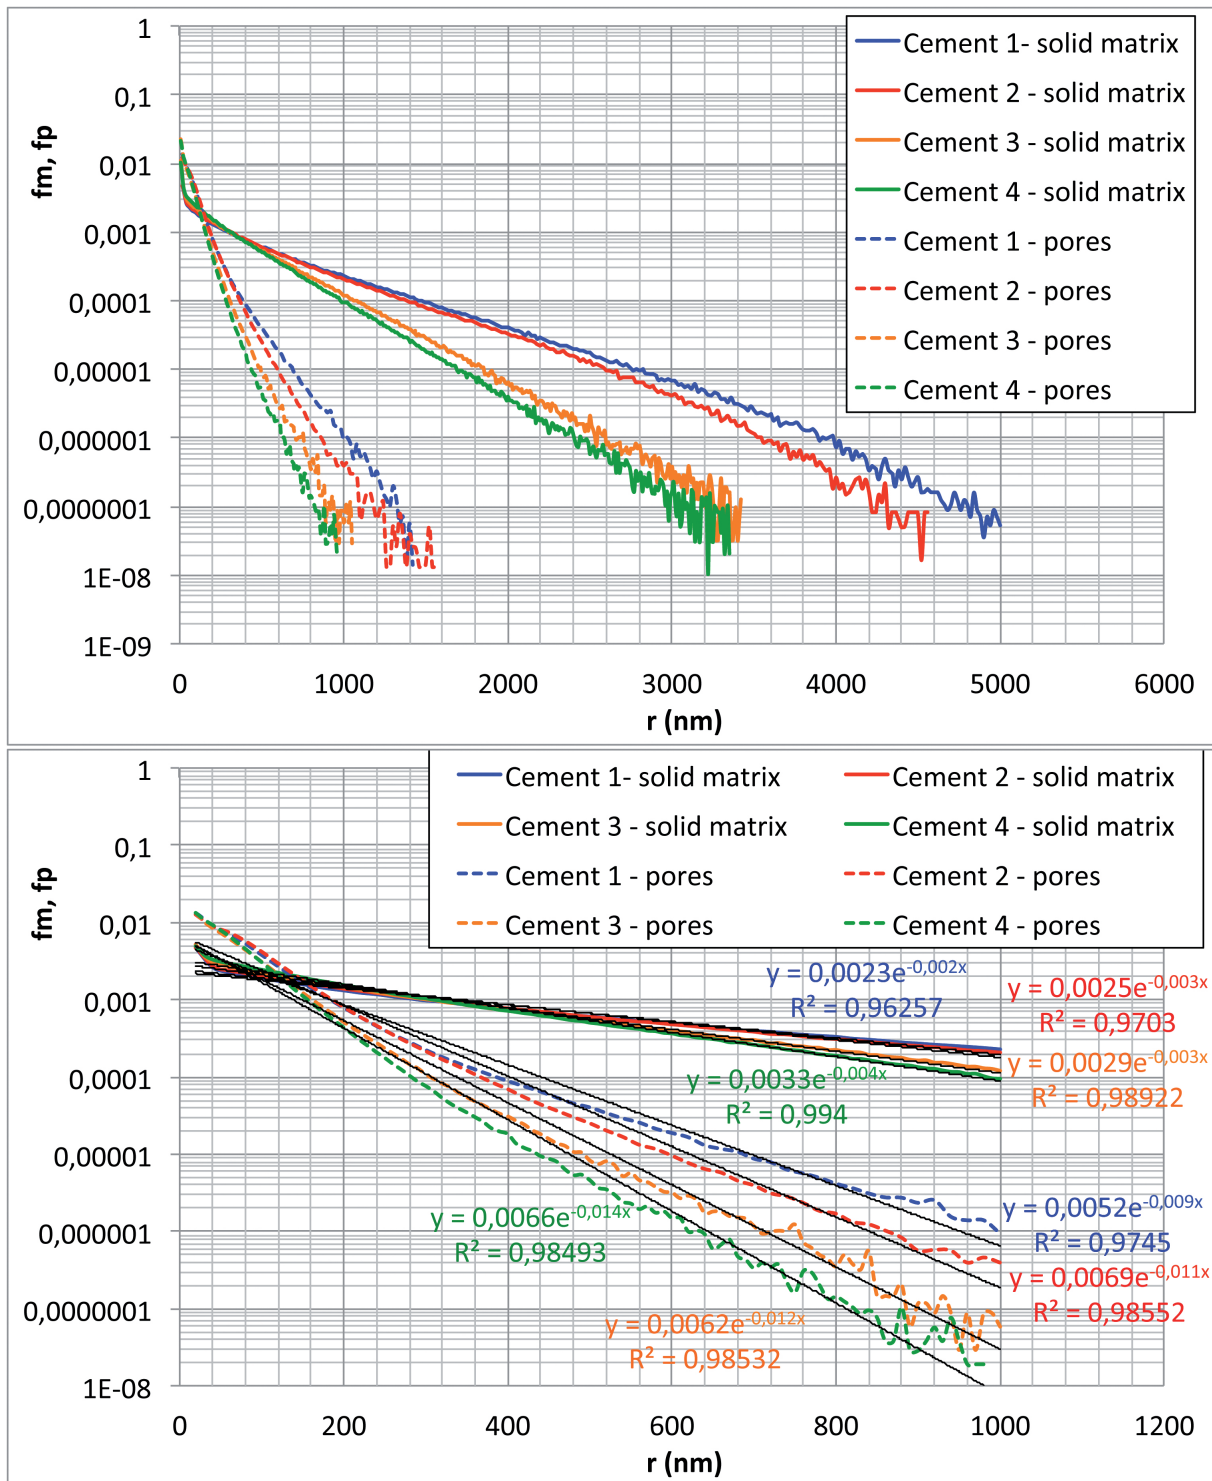 1
0,1
0,01
0,001
0,0001
0,00001
0,000001
0,0000001
1E-08
1E-09
fm, fp
0 1000 2000 3000 4000 5000 6000
r (nm)
Cement 1- solid matrix
Cement 2 - solid matrix
Cement 3 - solid matrix
Cement 4 - solid matrix
Cement 1 - pores
Cement 2 - pores
Cement 3 - pores
Cement 4 - pores
Cement 1- solid matrix Cement 2 - solid matrix
Cement 3 - solid matrix Cement 4 - solid matrix
Cement 1 - pores Cement 2 - pores
Cement 3 - pores Cement 4 - pores
1
0,1
0,01
0,001
0,0001
0,00001
0,000001
0,0000001
1E-08
fm, fp
y = 0,0023e^-0,002x
R² = 0,96257
y = 0,0025e^-0,003x
R² = 0,9703
y = 0,0029e^-0,003x
R² = 0,98922
y = 0,0033e^-0,004x
R² = 0,994
y = 0,0052e^-0,009x
R² = 0,9745
y = 0,0066e^-0,014x
R² = 0,98493
y = 0,0069e^-0,011x
R² = 0,98552
y = 0,0062e^-0,012x
R² = 0,98532
0 200 400 600 800 1000 1200
r (nm)